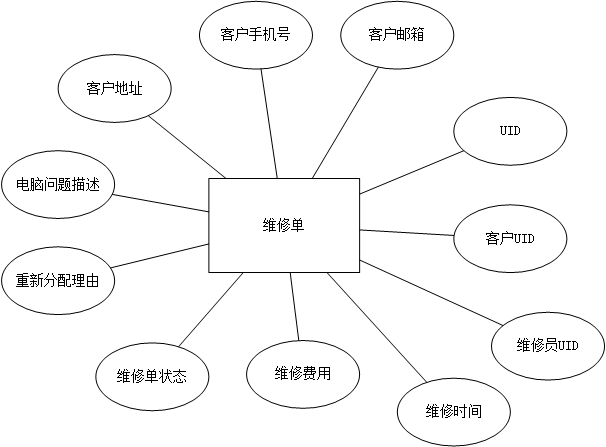 客户手机号
客户邮箱
客户地址
UID
电脑问题描述
维修单
客户UID
重新分配理由
维修员UID
维修单状态
维修费用
维修时间